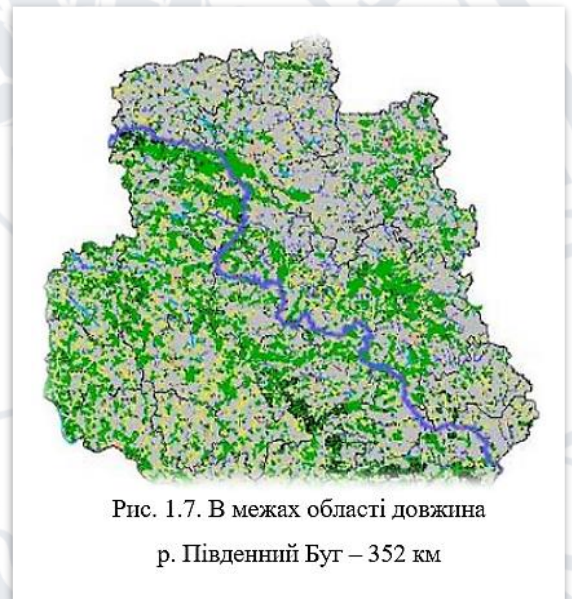 Рис. 1.7. В межах області довжина
р. Південний Буг – 352 км